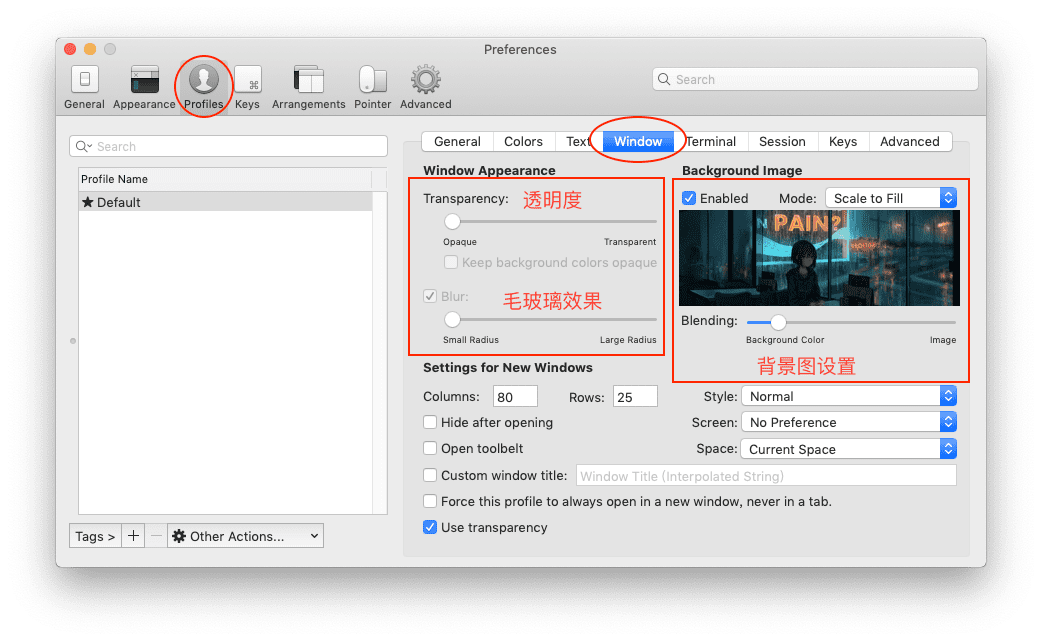 Preferences
General Appearance Profiles Keys Arrangements Pointer Advanced
Search
Search
Profile Name
Default
Tags >
Other Actions...
General Colors Text Window Terminal Session Keys Advanced
Window Appearance
Transparency: 透明度
Opaque Transparent
Keep background colors opaque
Blur: 毛玻璃效果
Small Radius Large Radius
Background Image
Enabled Mode: Scale to Fill
N PAIN?
Blending:
Background Color Image
背景图设置
Settings for New Windows
Columns: 80 Rows: 25
Style: Normal
Hide after opening
Screen: No Preference
Open toolbelt
Space: Current Space
Custom window title: Window Title (Interpolated String)
Force this profile to always open in a new window, never in a tab.
Use transparency